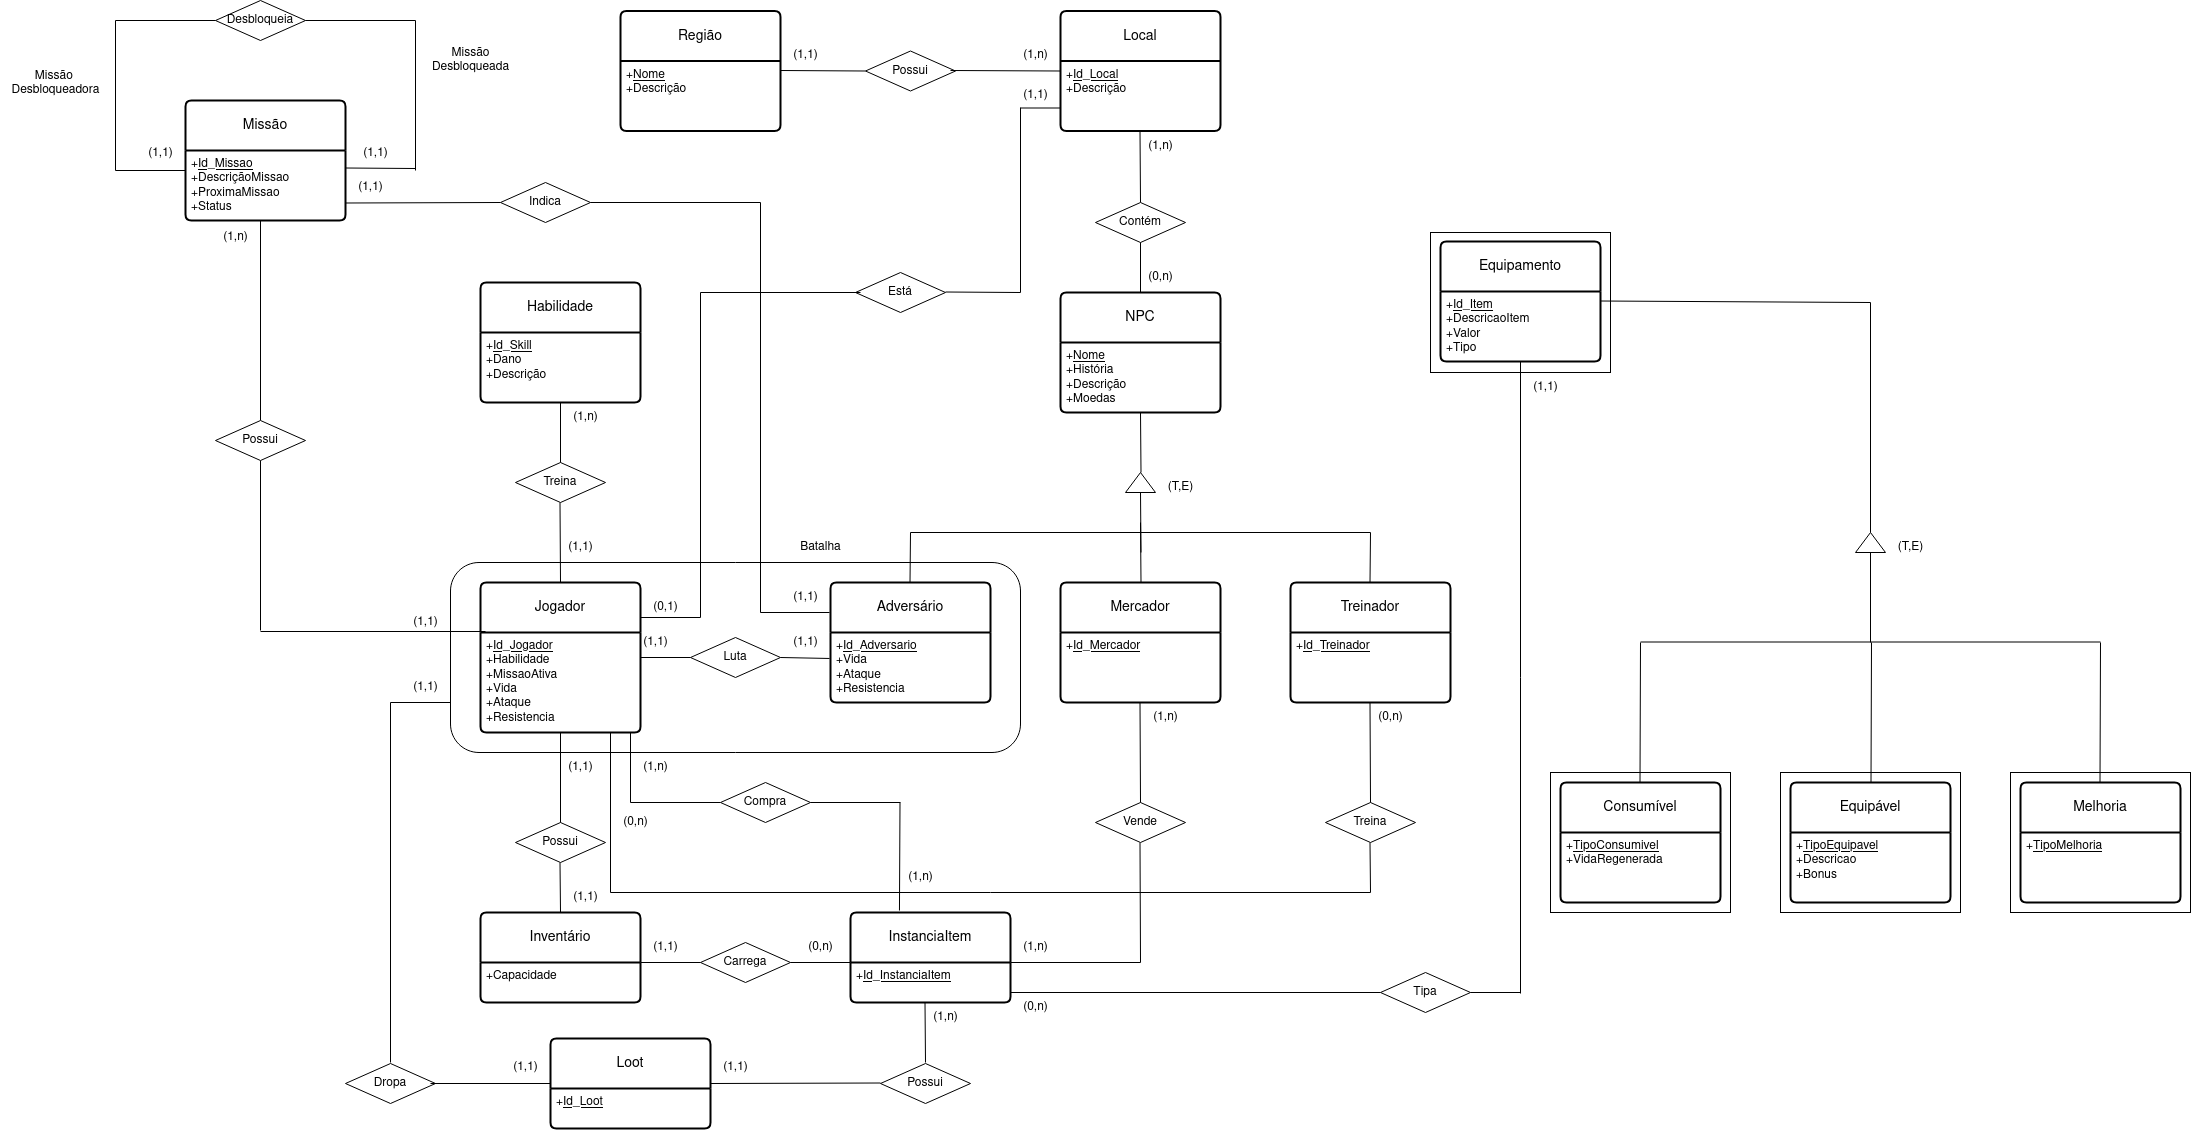 Desbloqueia
Missão
Desbloqueadora
Missão
Desbloqueada
Missão
+Id_Missao
+DescriçãoMissao
+ProximaMissao
+Status
(1,1)
(1,1)
(1,1)
(1,n)
Indica
Região
+Nome
+Descrição
(1,1)
Possui
(1,n)
(1,1)
Local
+Id_Local
+Descrição
(1,n)
Contém
(0,n)
Está
NPC
+Nome
+História
+Descrição
+Moedas
(T,E)
Equipamento
+Id_Item
+DescricaoItem
+Valor
+Tipo
(1,1)
(T,E)
Habilidade
+Id_Skill
+Dano
+Descrição
(1,n)
Treina
(1,1)
Possui
(1,1)
(1,1)
Batalha
Jogador
+Id_Jogador
+Habilidade
+MissaoAtiva
+Vida
+Ataque
+Resistencia
(0,1)
(1,1)
Luta
(1,1)
(1,1)
Adversário
+Id_Adversario
+Vida
+Ataque
+Resistencia
Mercador
+Id_Mercador
(1,n)
Vende
Treinador
+Id_Treinador
(0,n)
Treina
Consumível
+TipoConsumivel
+VidaRegenerada
Equipável
+TipoEquipavel
+Descricao
+Bonus
Melhoria
+TipoMelhoria
(1,1)
(1,n)
Compra
(0,n)
Possui
(1,n)
(1,1)
Inventário
+Capacidade
(1,1)
Carrega
(0,n)
InstanciaItem
+Id_InstanciaItem
(1,n)
(0,n)
Tipa
(1,n)
Dropa
(1,1)
Loot
+Id_Loot
(1,1)
Possui